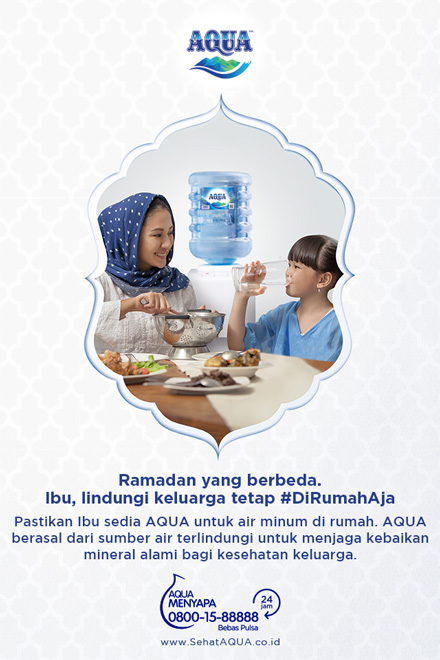 AQUA
AQUA
Ramadan yang berbeda.
Ibu, lindungi keluarga tetap #DiRumahAja
Pastikan Ibu sedia AQUA untuk air minum di rumah. AQUA
berasal dari sumber air terlindungi untuk menjaga kebaikan
mineral alami bagi kesehatan keluarga.
AQUA
MENYAPA
0800-15-88888
Bebas Pulsa
24
jam
www.SehatAQUA.co.id